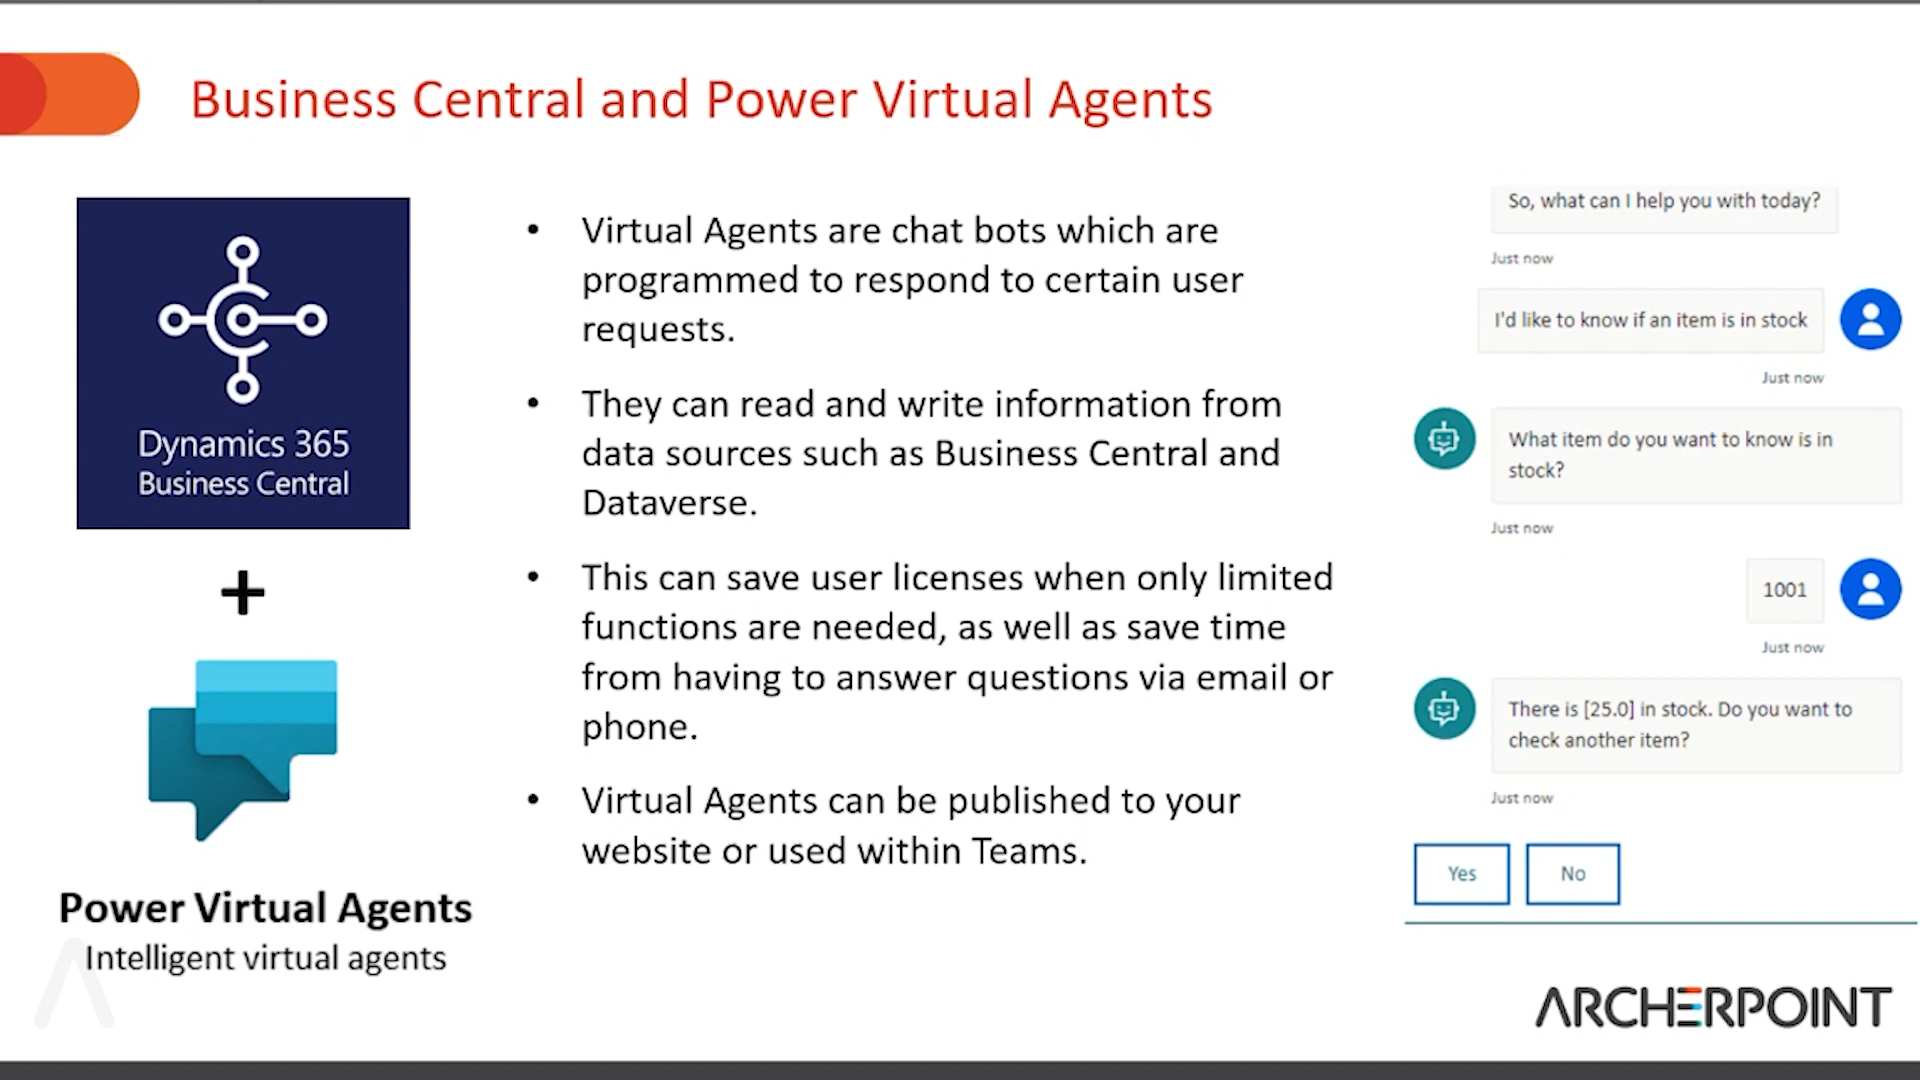 Business Central and Power Virtual Agents
Dynamics 365
Business Central
+
Power Virtual Agents
Intelligent virtual agents
• Virtual Agents are chat bots which are
programmed to respond to certain user
requests.
• They can read and write information from
data sources such as Business Central and
Dataverse.
• This can save user licenses when only limited
functions are needed, as well as save time
from having to answer questions via email or
phone.
• Virtual Agents can be published to your
website or used within Teams.
So, what can I help you with today?
Just now
I'd like to know if an item is in stock
Just now
What item do you want to know is in
stock?
Just now
1001
Just now
There is [25.0] in stock. Do you want to
check another item?
Just now
Yes No
ARCHERPOINT